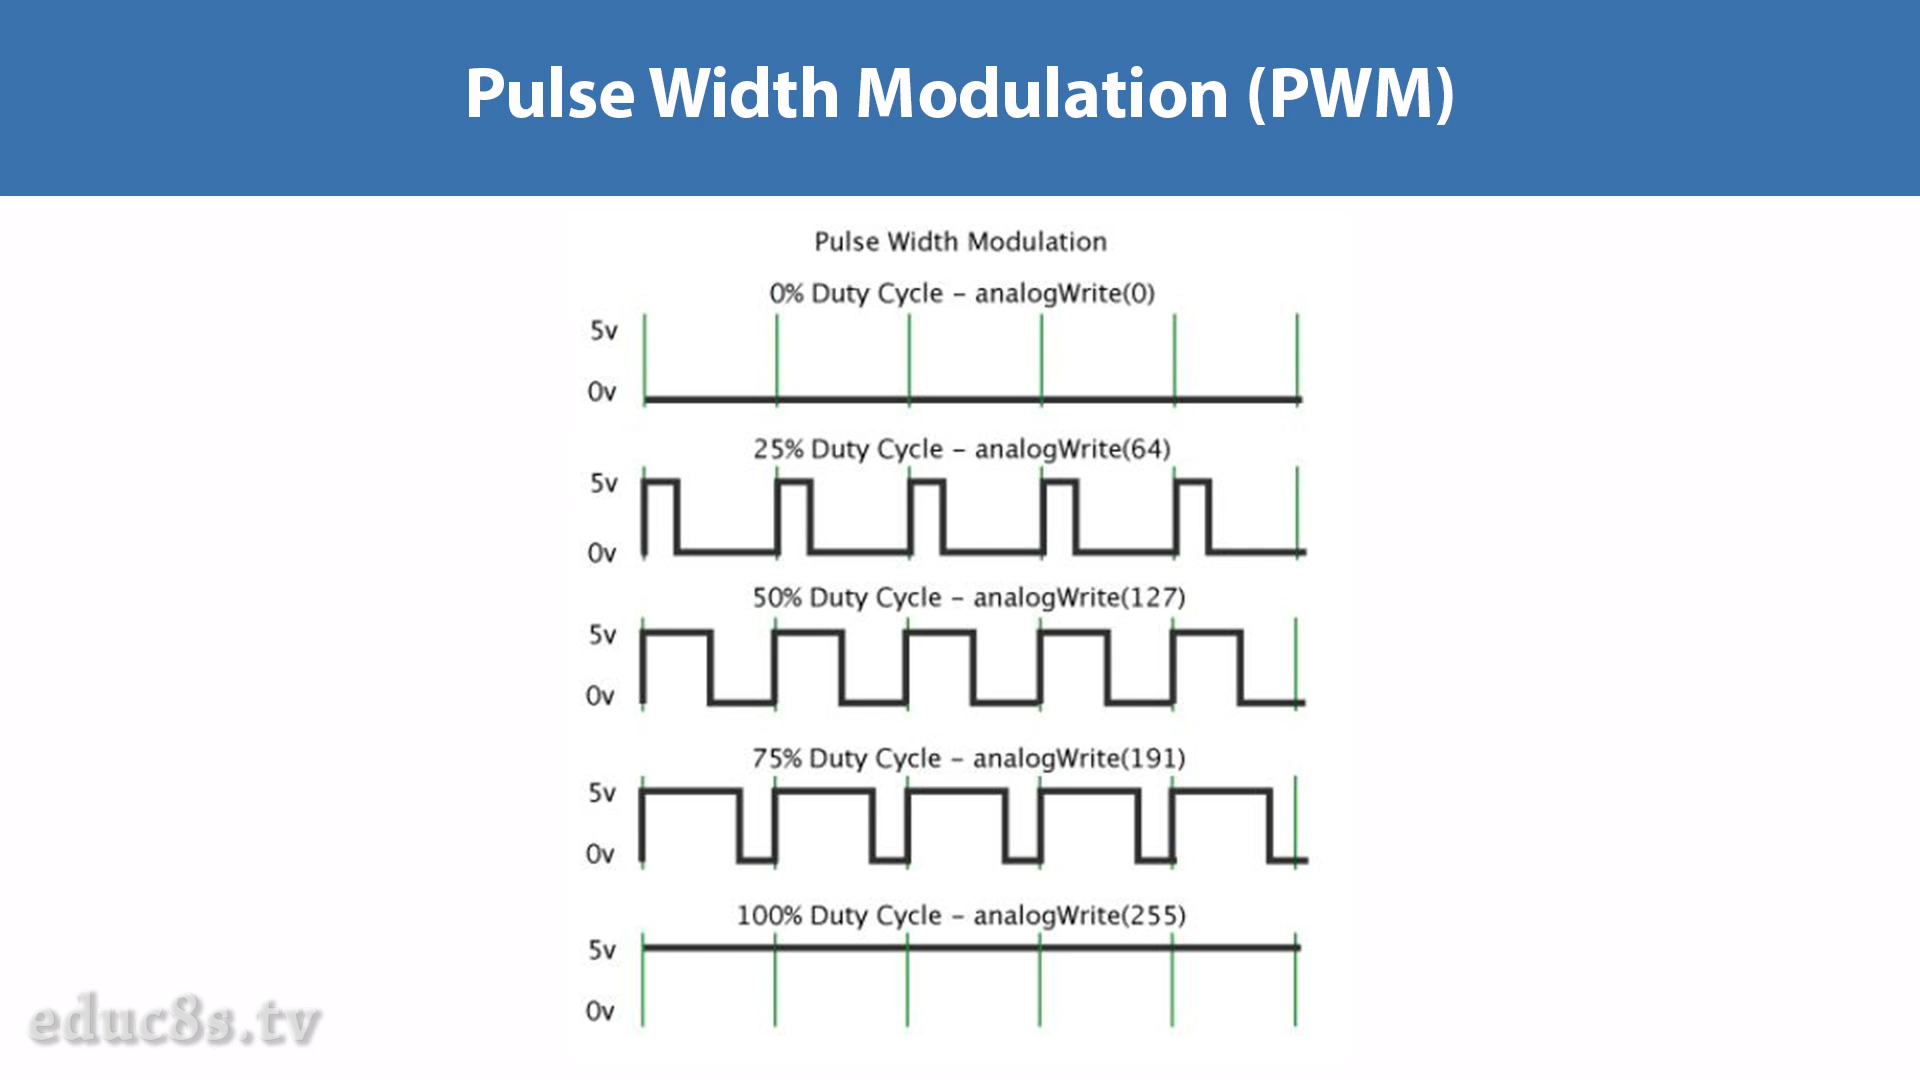 Pulse Width Modulation (PWM)
Pulse Width Modulation
0% Duty Cycle – analogWrite(0)
5v
0v
25% Duty Cycle – analogWrite(64)
5v
0v
50% Duty Cycle – analogWrite(127)
5v
0v
75% Duty Cycle – analogWrite(191)
5v
0v
100% Duty Cycle – analogWrite(255)
5v
0v
educ8s.tv